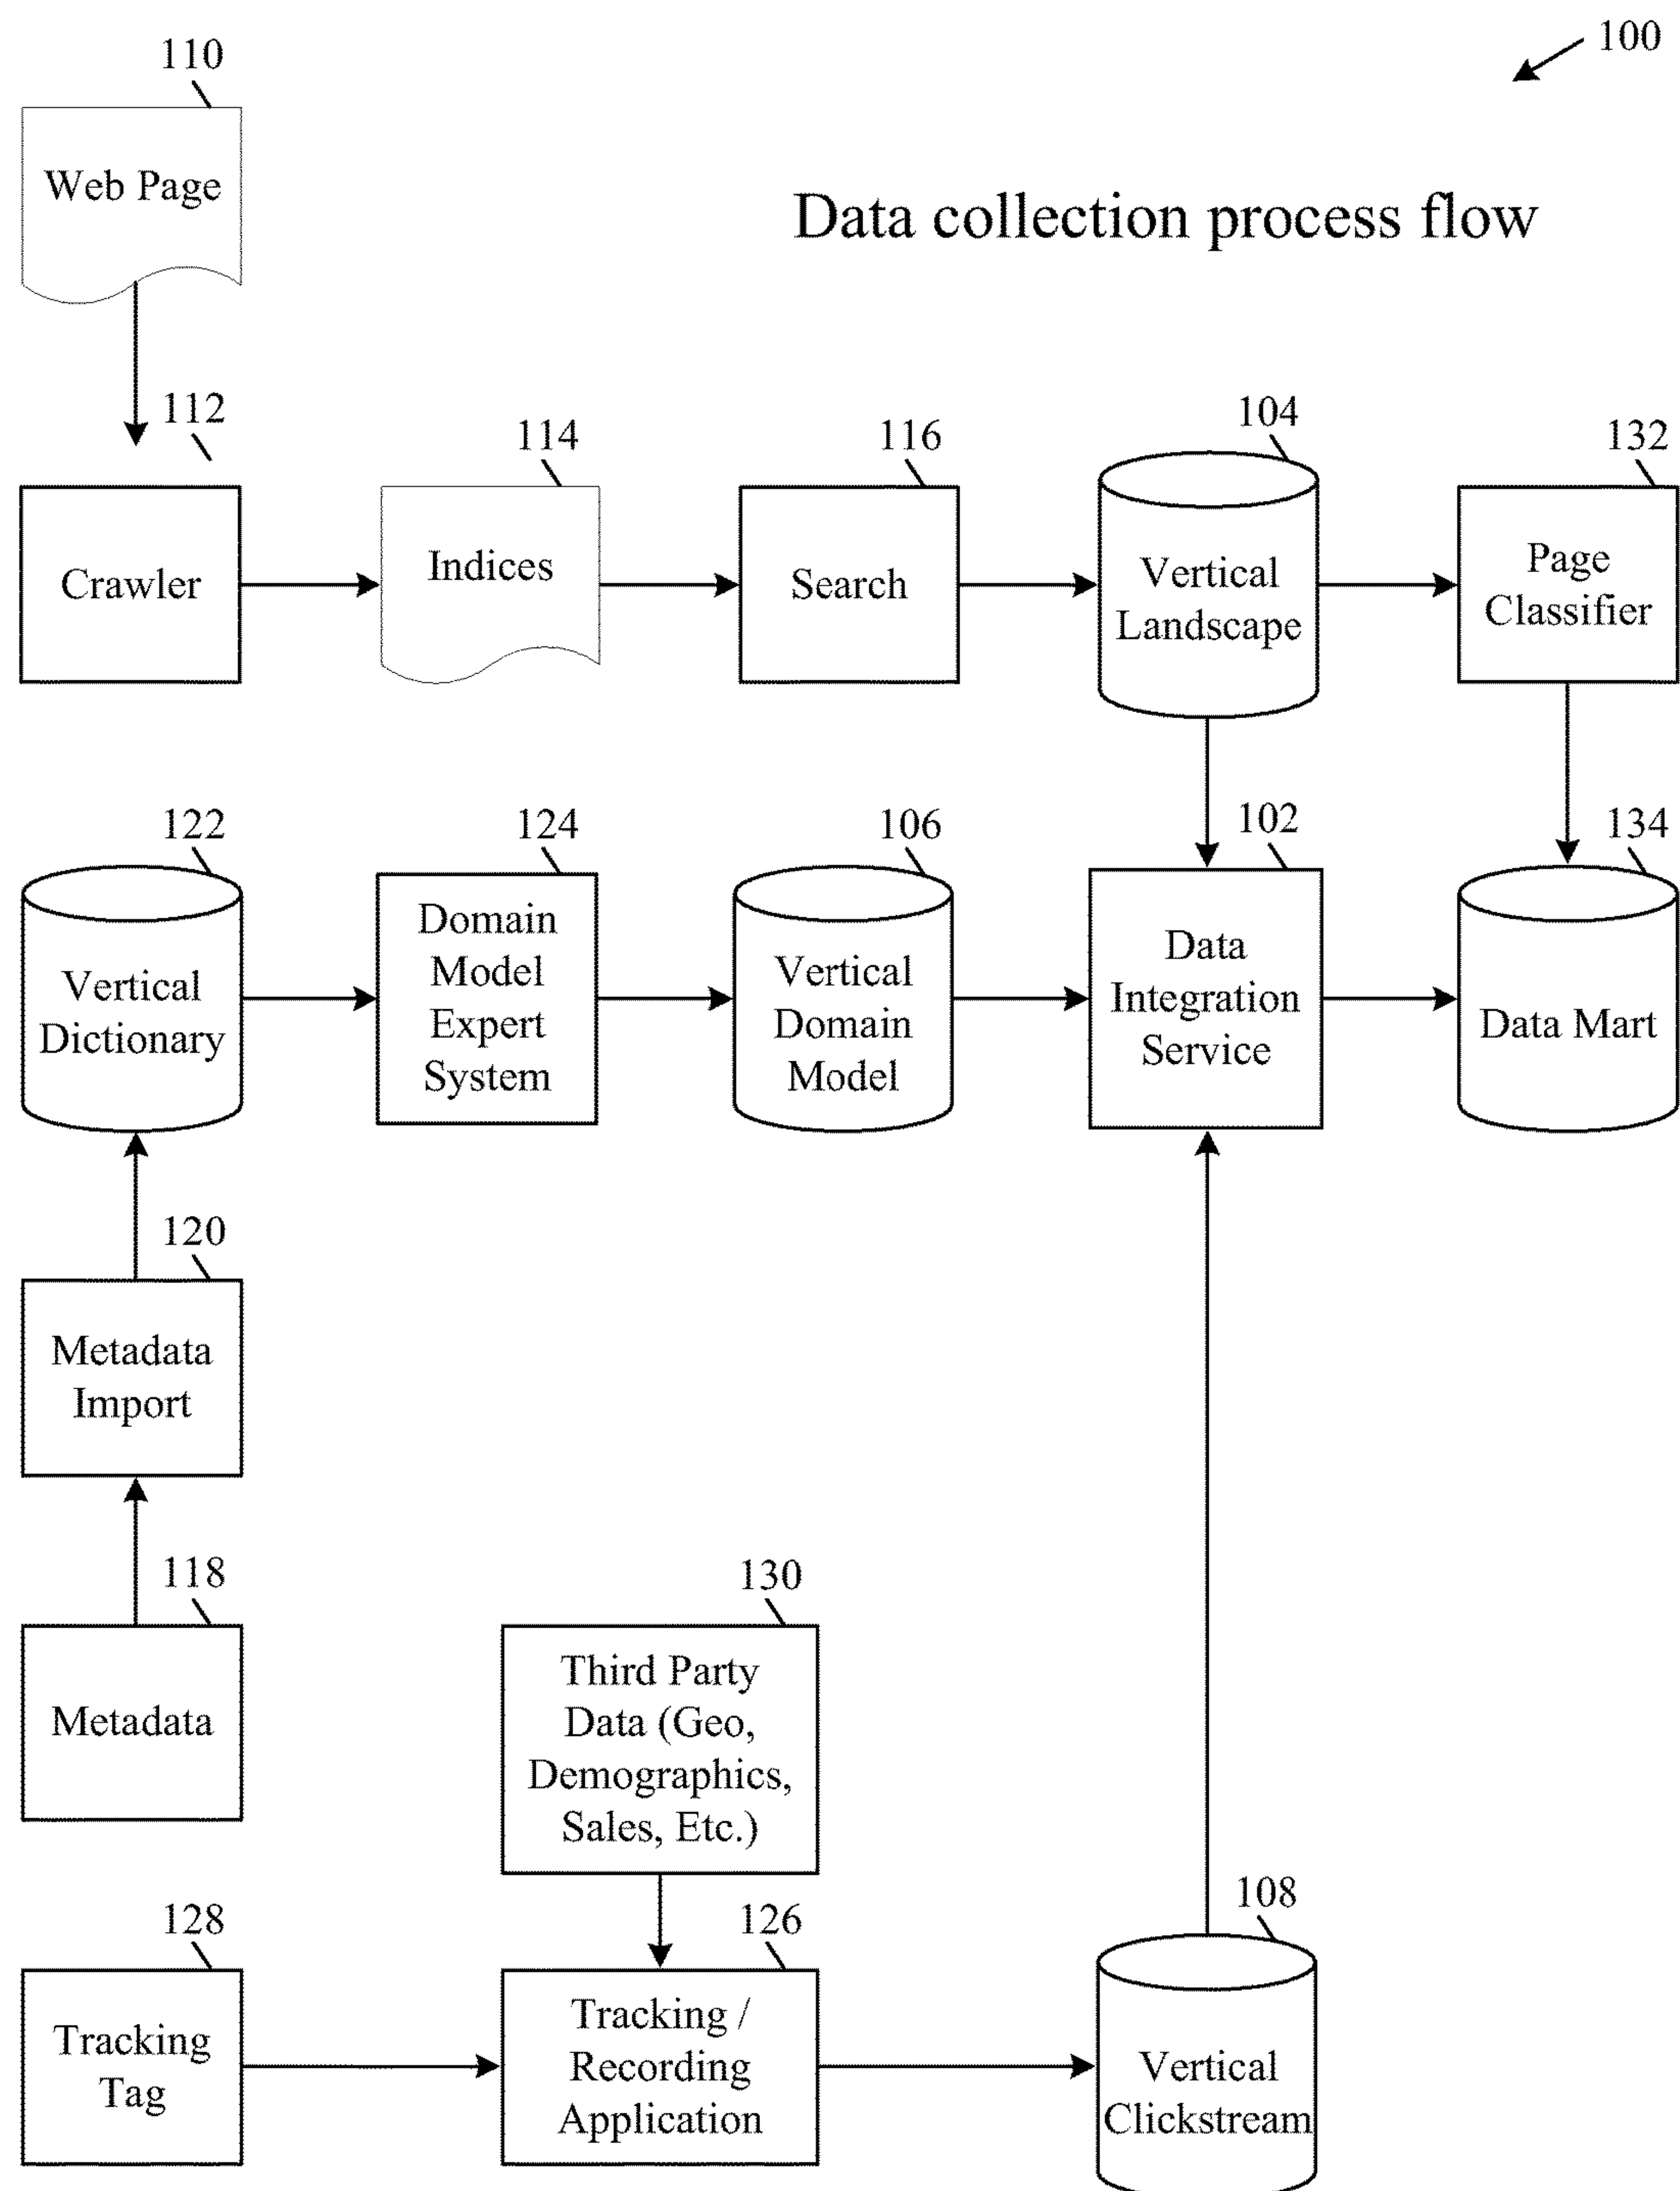 100
110
Web Page
Data collection process flow
112
114
116
104
132
Crawler
Indices
Search
Vertical
Landscape
Page
Classifier
122
124
106
102
134
Vertical
Dictionary
Domain
Model
Expert
System
Vertical
Domain
Model
Data
Integration
Service
Data Mart
120
Metadata
Import
118
Metadata
130
Third Party
Data (Geo,
Demographics,
Sales, Etc.)
128
126
108
Tracking
Tag
Tracking /
Recording
Application
Vertical
Clickstream